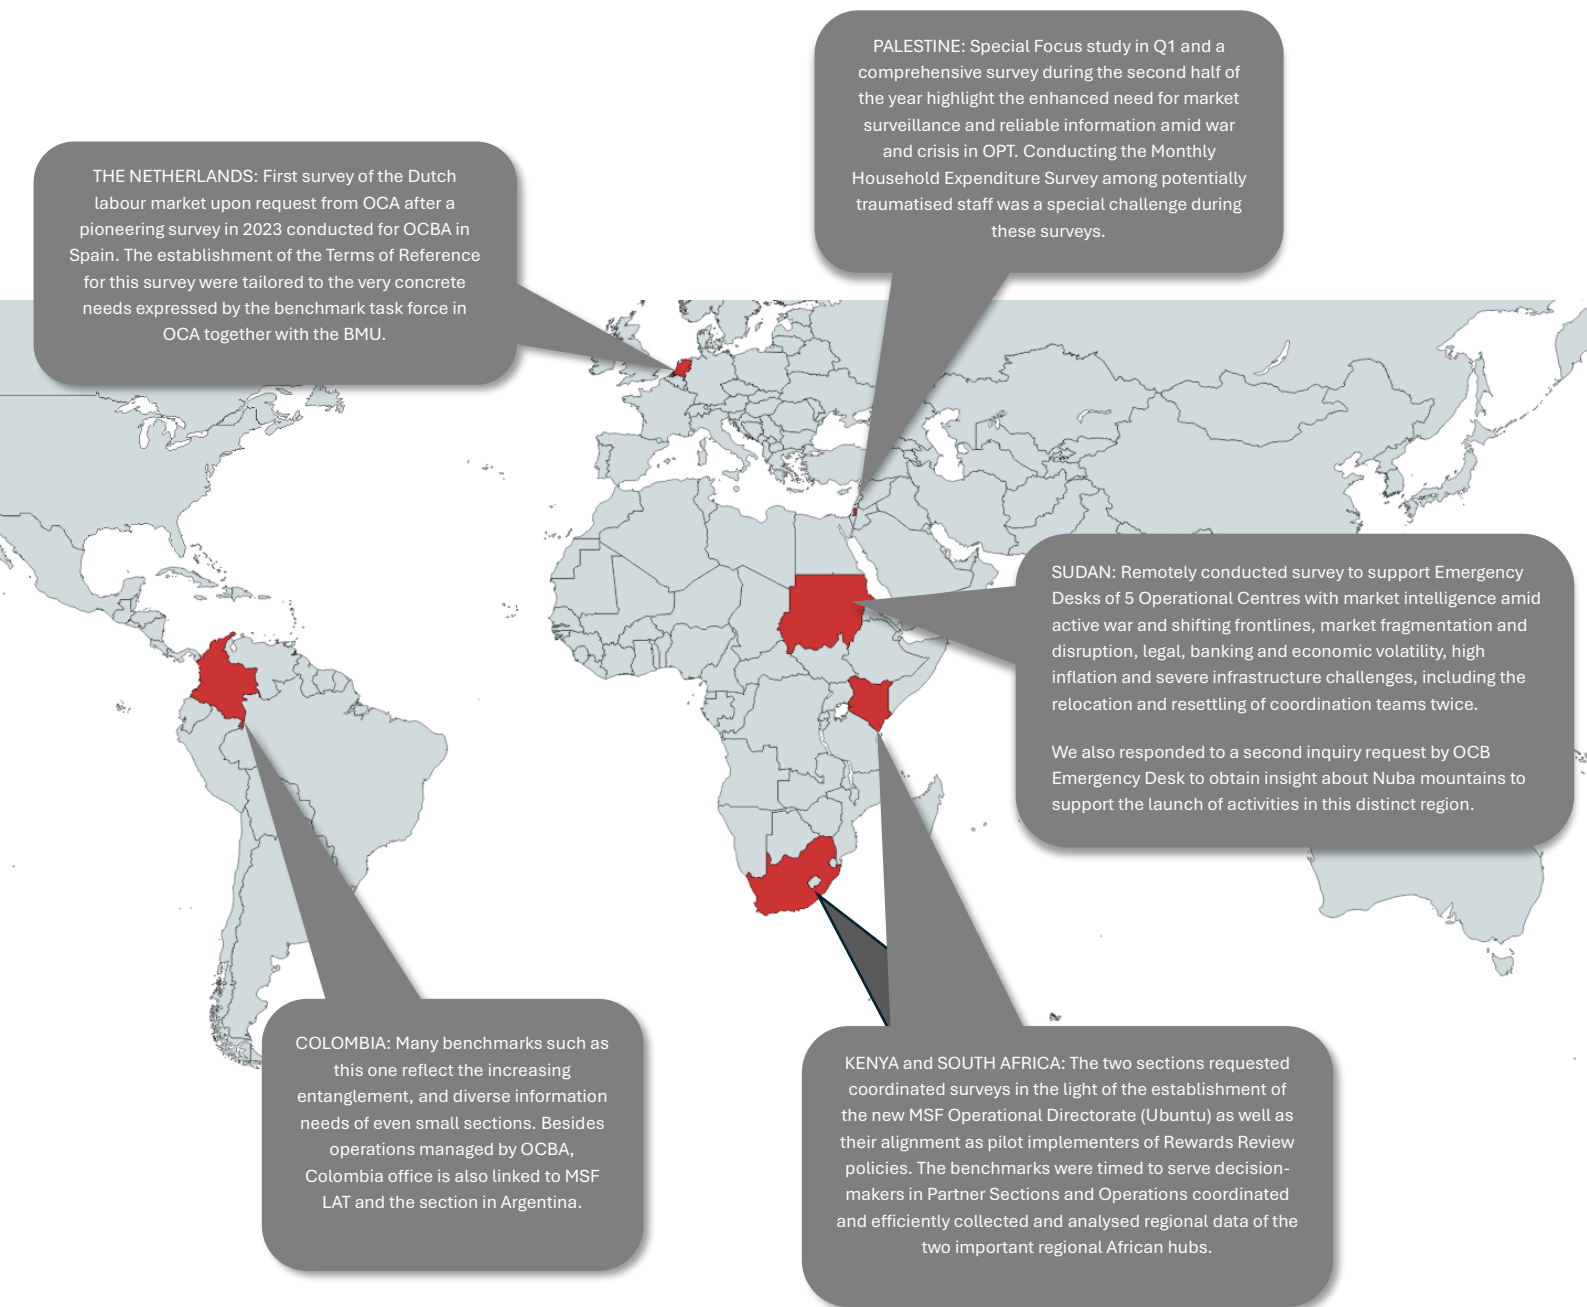 PALESTINE: Special Focus study in Q1 and a
comprehensive survey during the second half of
the year highlight the enhanced need for market
surveillance and reliable information amid war
and crisis in OPT. Conducting the Monthly
Household Expenditure Survey among potentially
traumatised staff was a special challenge during
these surveys.
THE NETHERLANDS: First survey of the Dutch
labour market upon request from OCA after a
pioneering survey in 2023 conducted for OCBA in
Spain. The establishment of the Terms of Reference
for this survey were tailored to the very concrete
needs expressed by the benchmark task force in
OCA together with the BMU.
SUDAN: Remotely conducted survey to support Emergency
Desks of 5 Operational Centres with market intelligence amid
active war and shifting frontlines, market fragmentation and
disruption, legal, banking and economic volatility, high
inflation and severe infrastructure challenges, including the
relocation and resettling of coordination teams twice.
We also responded to a second inquiry request by OCB
Emergency Desk to obtain insight about Nuba mountains to
support the launch of activities in this distinct region.
COLOMBIA: Many benchmarks such as
this one reflect the increasing
entanglement, and diverse information
needs of even small sections. Besides
operations managed by OCBA,
Colombia office is also linked to MSF
LAT and the section in Argentina.
KENYA and SOUTH AFRICA: The two sections requested
coordinated surveys in the light of the establishment of
the new MSF Operational Directorate (Ubuntu) as well as
their alignment as pilot implementers of Rewards Review
policies. The benchmarks were timed to serve decision-
makers in Partner Sections and Operations coordinated
and efficiently collected and analysed regional data of the
two important regional African hubs.